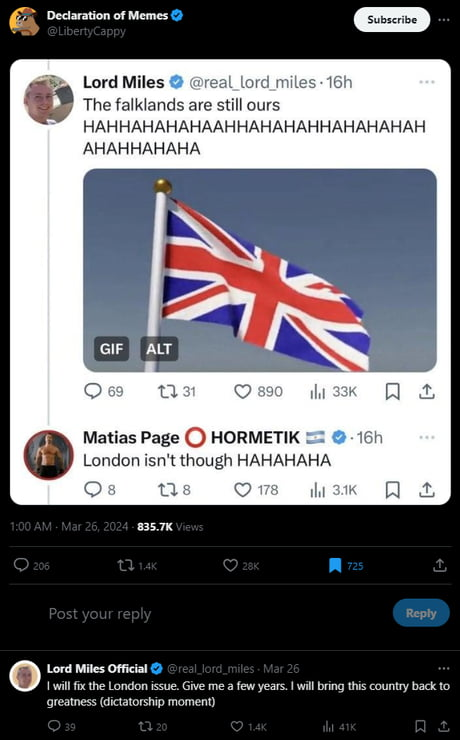 Declaration of Memes
@LibertyCappy
Subscribe
Lord Miles @real_lord_miles · 16h
The falklands are still ours
HAHHAHAHAHAAHHAHAHAHHAHAHAHAH
AHAHHAHAHA
GIF ALT
69 31 890 33K
Matias Page ⭕ HORMETIK 🇦🇷 · 16h
London isn't though HAHAHAHA
8 8 178 3.1K
1:00 AM · Mar 26, 2024 · 835.7K Views
206 1.4K 28K 725
Post your reply
Reply
Lord Miles Official @real_lord_miles · Mar 26
I will fix the London issue. Give me a few years. I will bring this country back to
greatness (dictatorship moment)
39 20 1.4K 41K